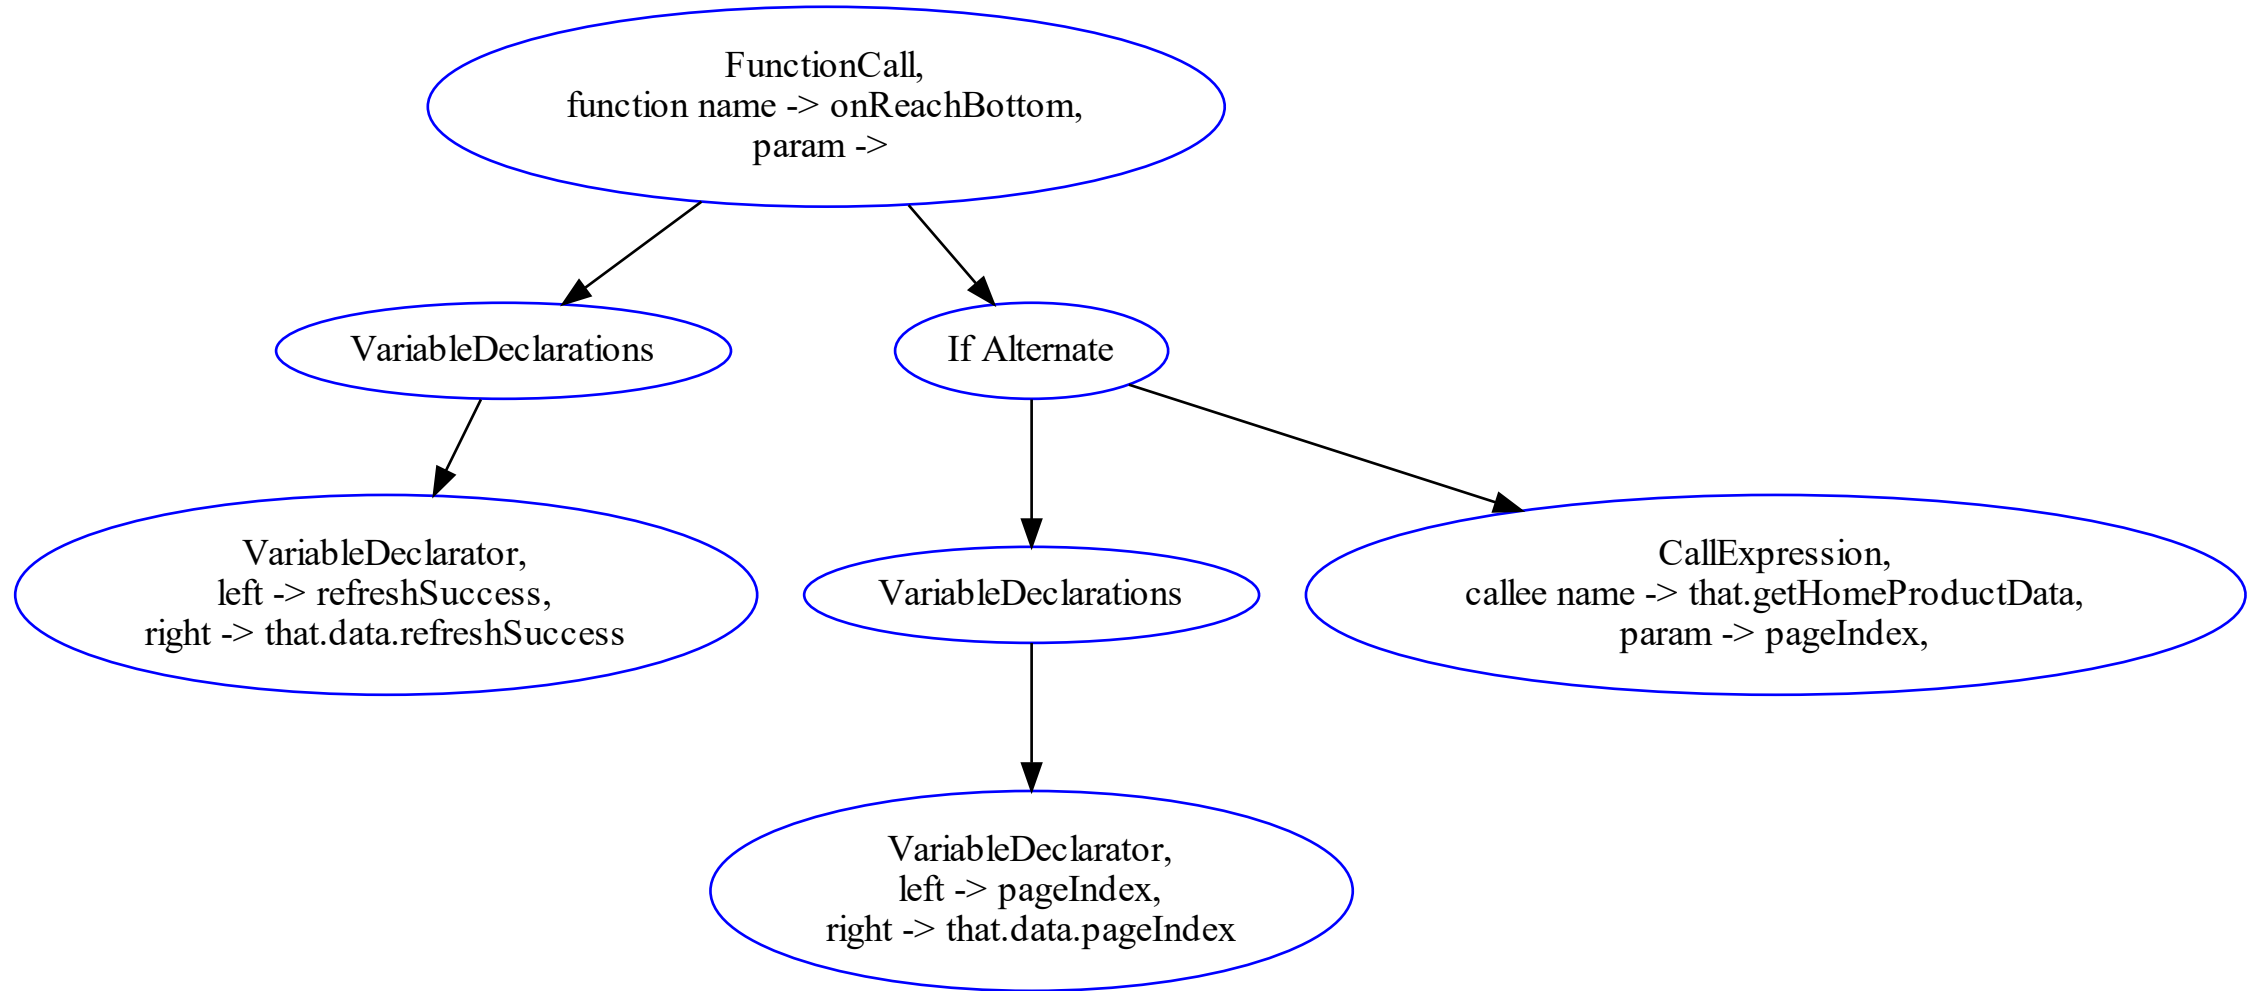 FunctionCall,
function name -> onReachBottom,
param ->
VariableDeclarations
If Alternate
VariableDeclarator,
left -> refreshSuccess,
right -> that.data.refreshSuccess
VariableDeclarations
CallExpression,
callee name -> that.getHomeProductData,
param -> pageIndex,
VariableDeclarator,
left -> pageIndex,
right -> that.data.pageIndex